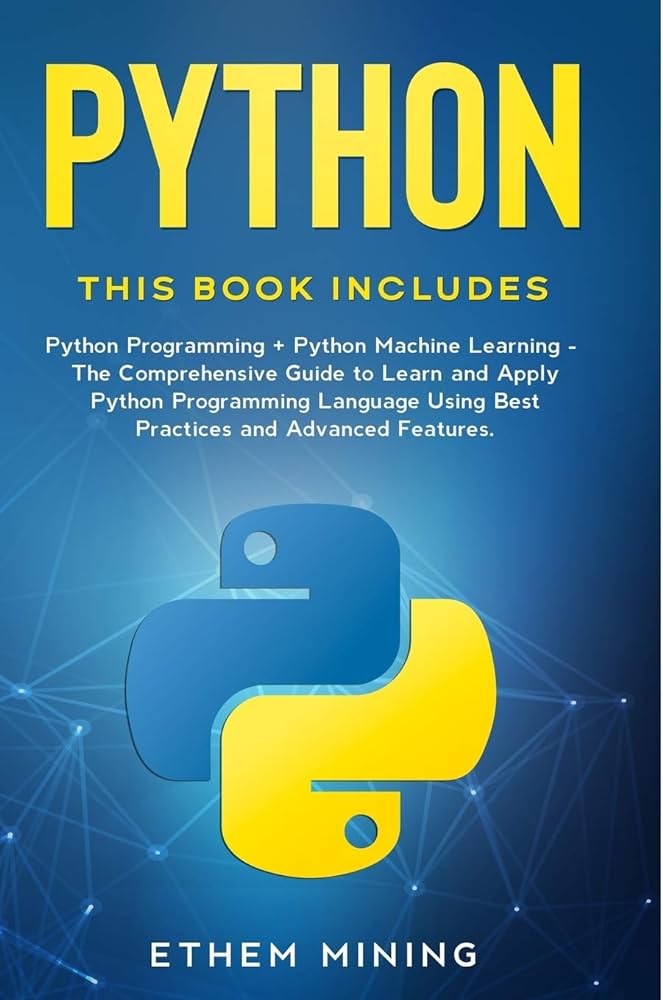 PYTHON
THIS BOOK INCLUDES
Python Programming + Python Machine Learning -
The Comprehensive Guide to Learn and Apply
Python Programming Language Using Best
Practices and Advanced Features.
ETHEM MINING